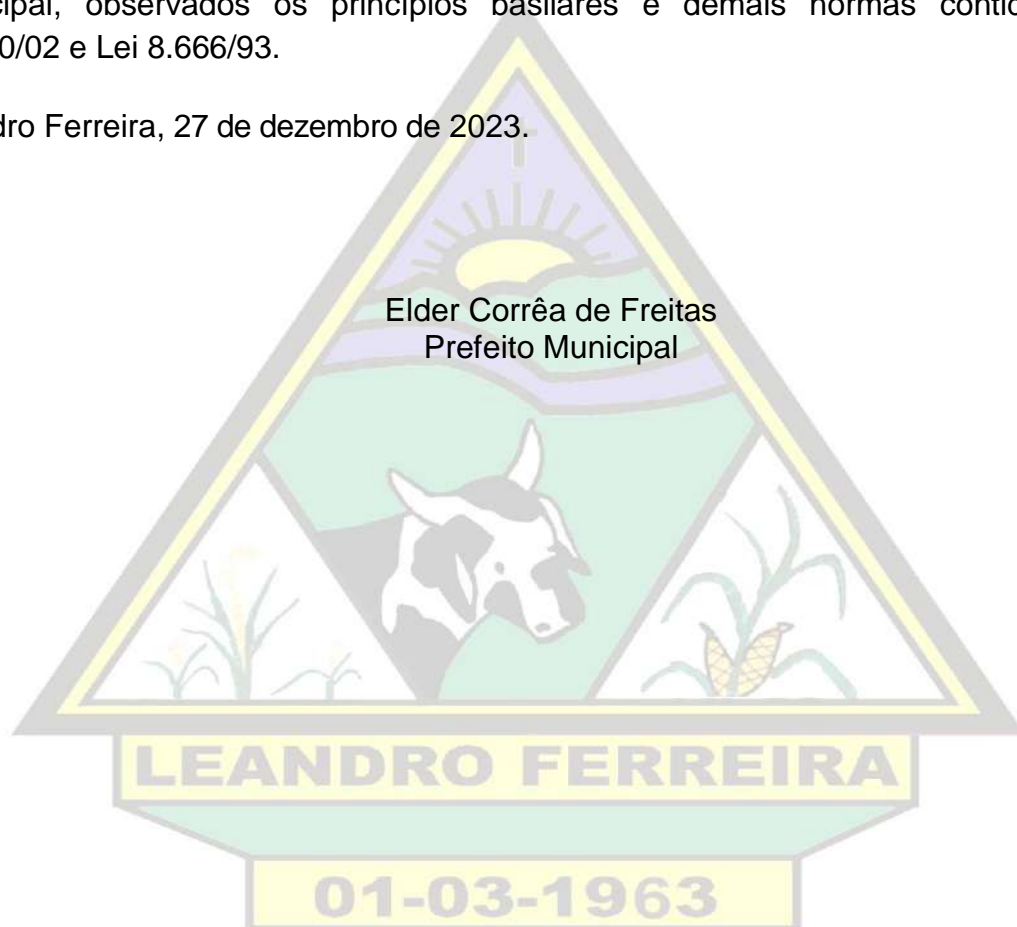 cipal, observados os princípios basilares e demais normas contid
0/02 e Lei 8.666/93.
dro Ferreira, 27 de dezembro de 2023.
Elder Corrêa de Freitas
Prefeito Municipal
LEANDRO FERREIRA
01-03-1963